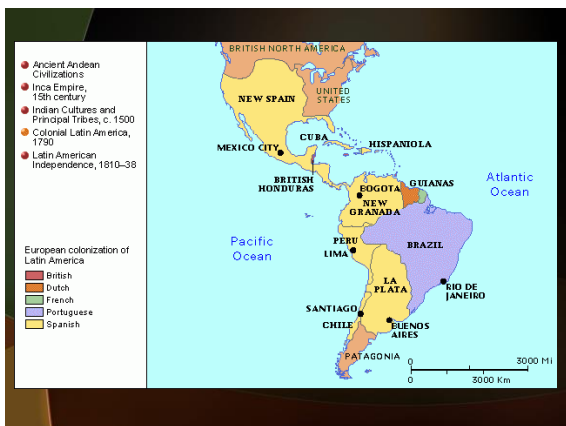 Ancient Andean
Civilizations
Inca Empire,
15th century
Indian Cultures and
Principal Tribes, c. 1500
Colonial Latin America,
1790
Latin American
Independence, 1810–38
European colonization of
Latin America
British
Dutch
French
Portuguese
Spanish
BRITISH NORTH AMERICA
UNITED
STATES
NEW SPAIN
CUBA
HISPANIOLA
MEXICO CITY
BRITISH
HONDURAS
GUIANAS
BOGOTA
NEW
GRANADA
Atlantic
Ocean
Pacific
Ocean
PERU
LIMA
BRAZIL
LA
PLATA
RIO DE
JANEIRO
SANTIAGO
CHILE
BUENOS
AIRES
PATAGONIA
0 3000 Mi
0 3000 Km